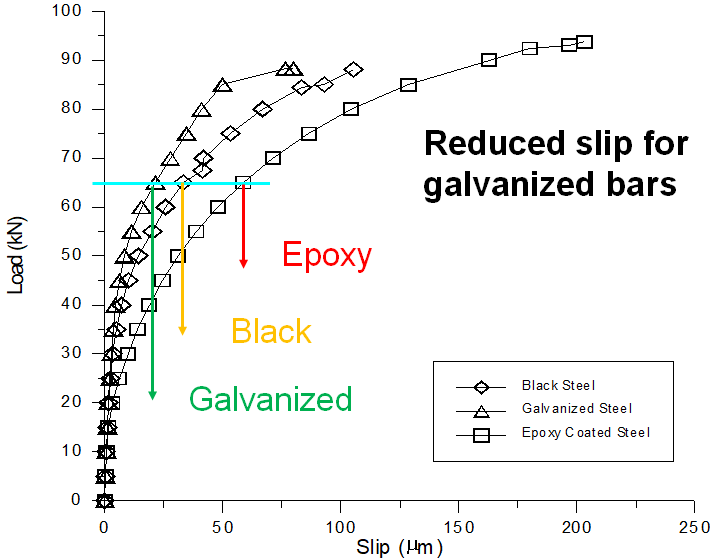 100
90
80
70
60
50
40
30
20
10
0
Load (kN)
0
50
100
150
200
250
Slip (μm)
Reduced slip for
galvanized bars
Epoxy
Black
Galvanized
Black Steel
Galvanized Steel
Epoxy Coated Steel